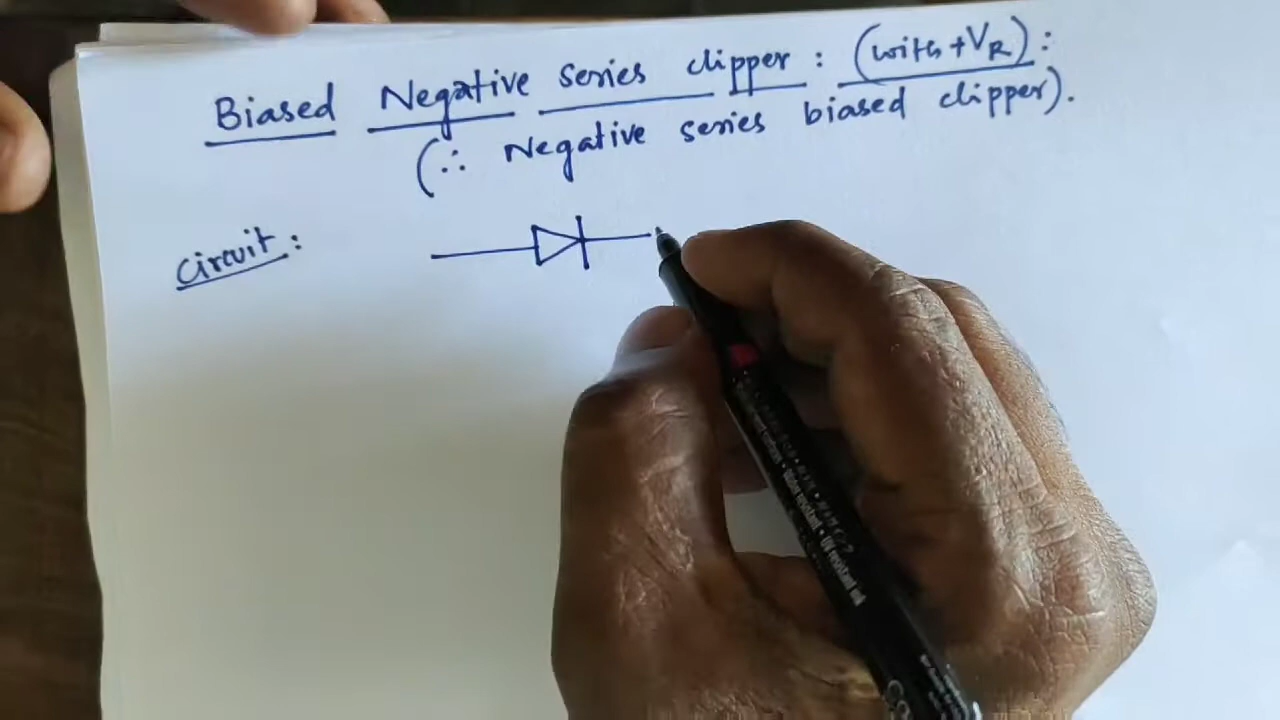 Biased Negative series clipper: (with +VR):
(∴ Negative series biased clipper).
Circuit: